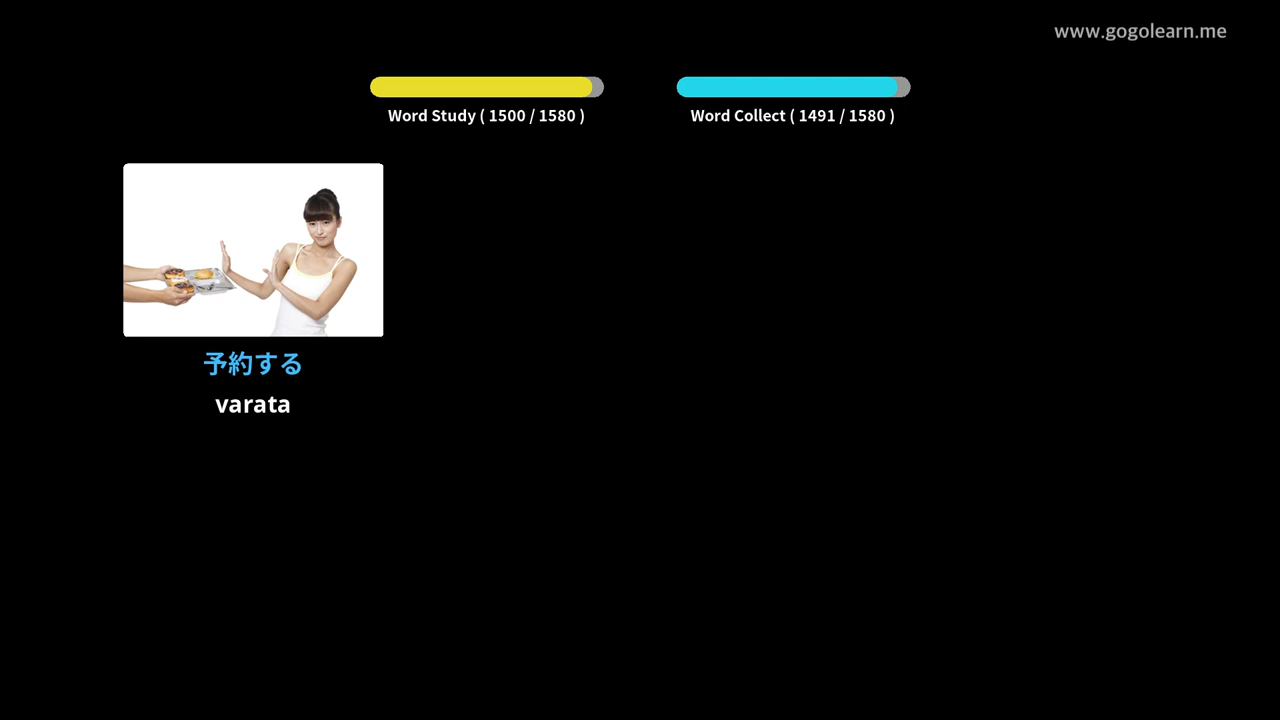 www.gogolearn.me
Word Study ( 1500 / 1580 )
Word Collect ( 1491 / 1580 )
予約する
varata